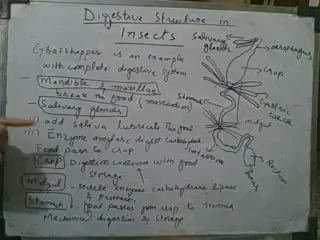 Digestive Structure in
Insects
Grasshopper is an example
with complete digestive system
- Mandible & maxillae
break ↑ food (mastication)
- Salivary glands
i) add saliva lubricate the food
ii) Enzyme amylase digest carbohydrate
Food pass to crop
Crop Digestion continues with food
storage
Midgut - secrete enzymes carbohydrase lipase
& protease,
Stomach - food passes from crop to stomach
Mechanical digestion & storage
Salivary
glands
oesophagus
Crop
Gastric
caeca
Stomach
midgut
Rectum
Anus